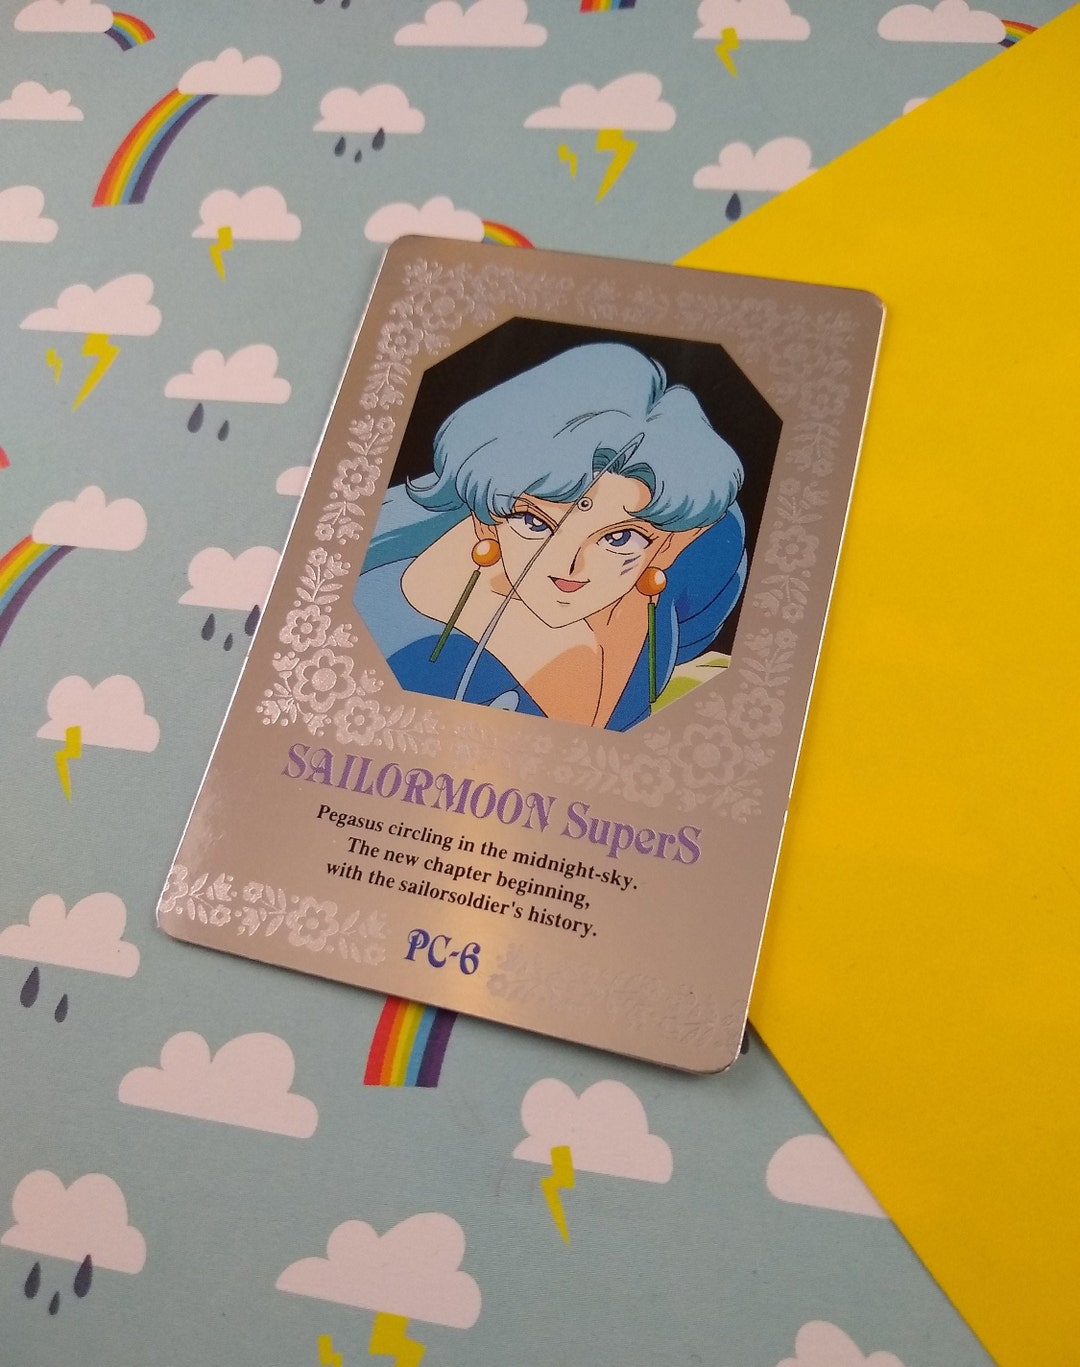 SAILORMOON SuperS
Pegasus circling in the midnight-sky.
The new chapter beginning,
with the sailorsoldier's history.
PC-6